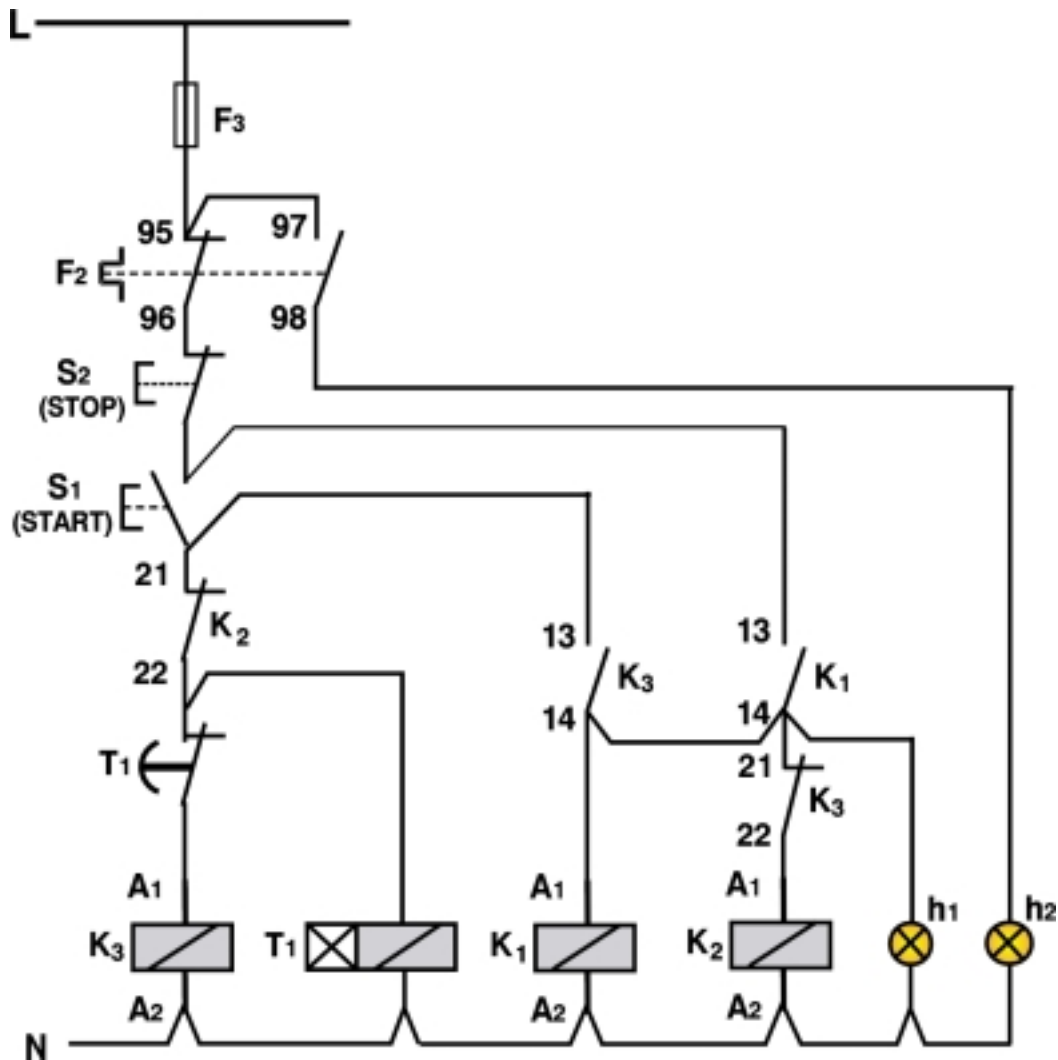 L
F3
95 97
F2
96 98
S2
(STOP)
S1
(START)
21
K2
22
13 13
K3 K1
14 14
T1
21
K3
22
A1 A1 A1
h1 h2
K3 T1 K1 K2
A2 A2 A2
N